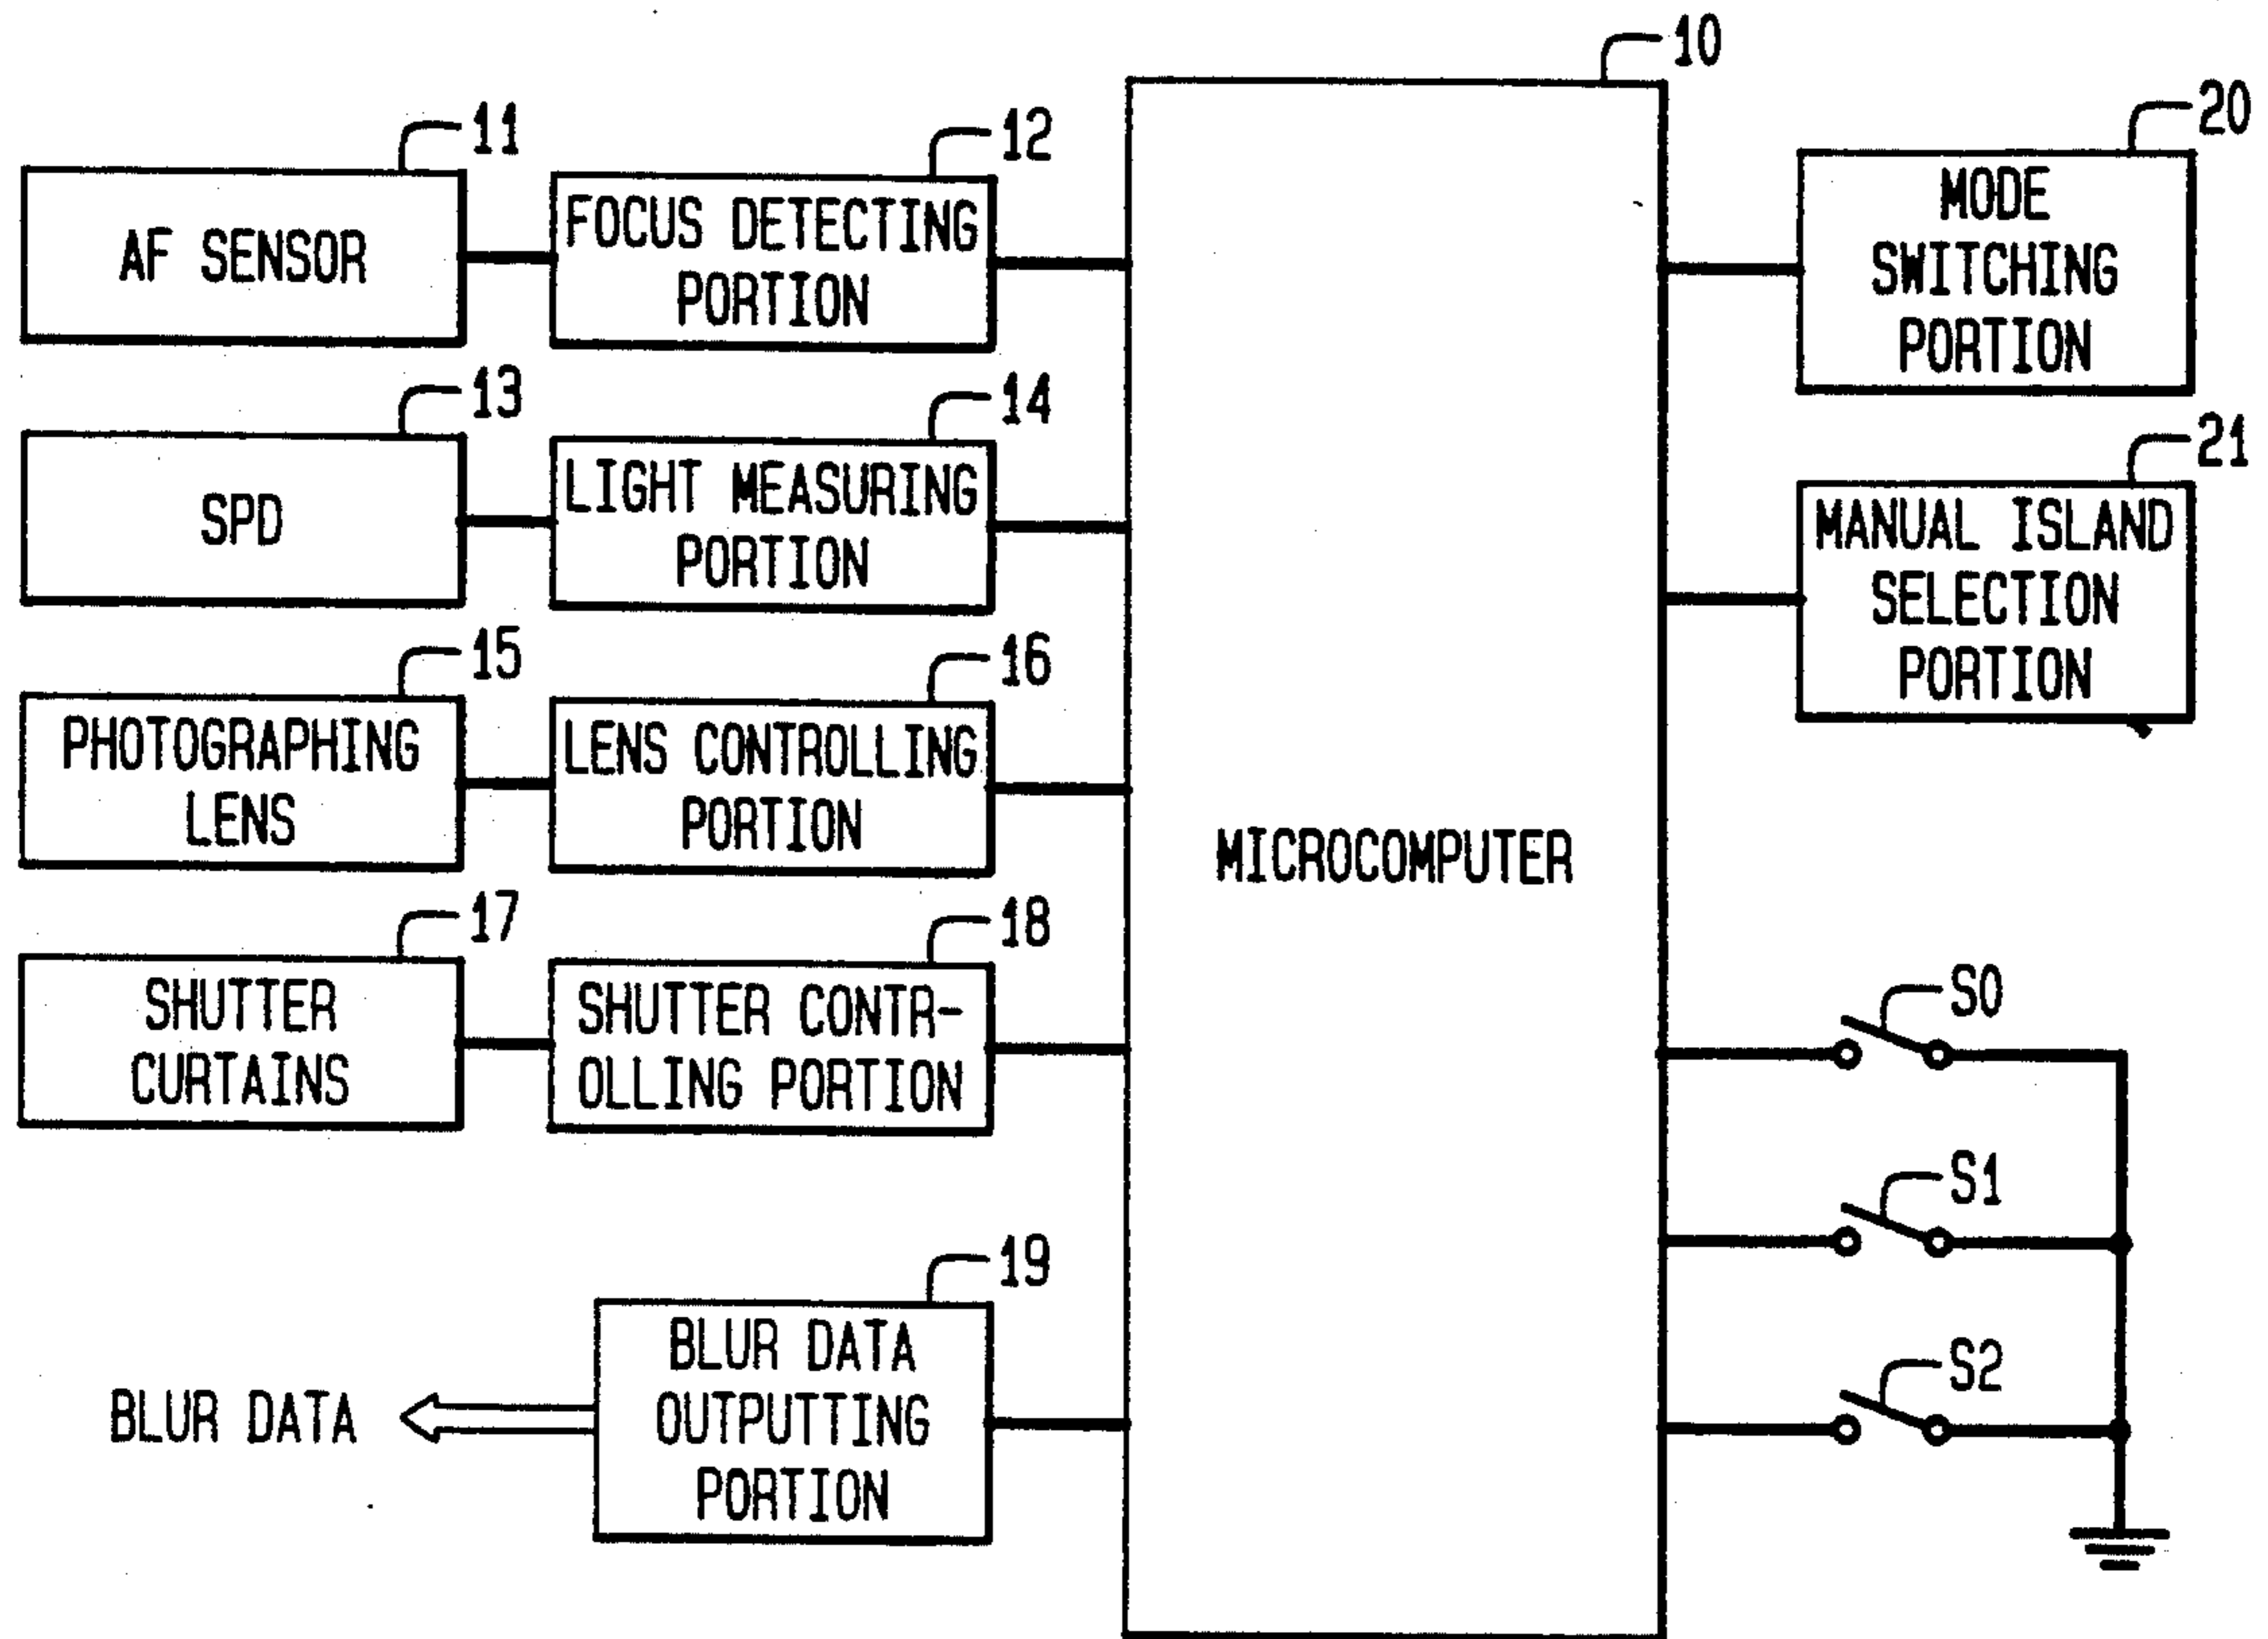 10
11
AF SENSOR
12
FOCUS DETECTING
PORTION
20
MODE
SWITCHING
PORTION
13
SPD
14
LIGHT MEASURING
PORTION
21
MANUAL ISLAND
SELECTION
PORTION
15
PHOTOGRAPHING
LENS
16
LENS CONTROLLING
PORTION
MICROCOMPUTER
17
SHUTTER
CURTAINS
18
SHUTTER CONTR-
OLLING PORTION
S0
S1
19
BLUR DATA
OUTPUTTING
PORTION
BLUR DATA
S2